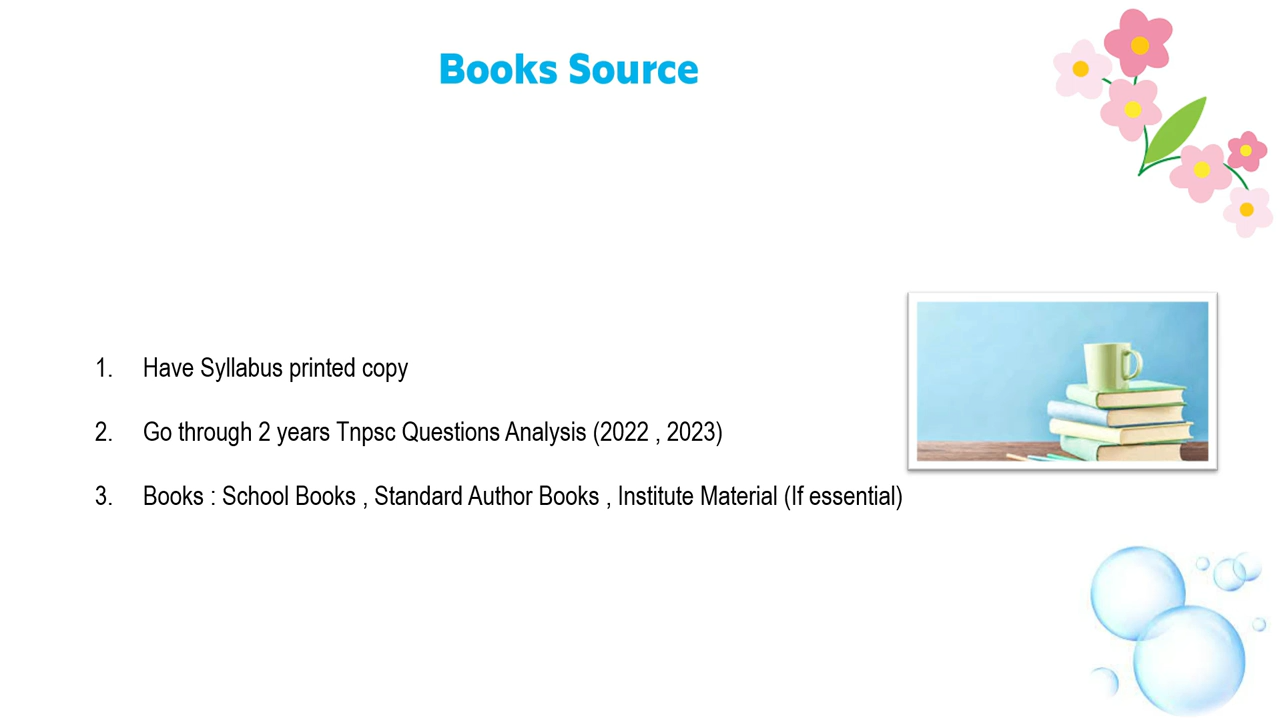 Books Source
1. Have Syllabus printed copy
2. Go through 2 years Tnpsc Questions Analysis (2022 , 2023)
3. Books : School Books , Standard Author Books , Institute Material (If essential)